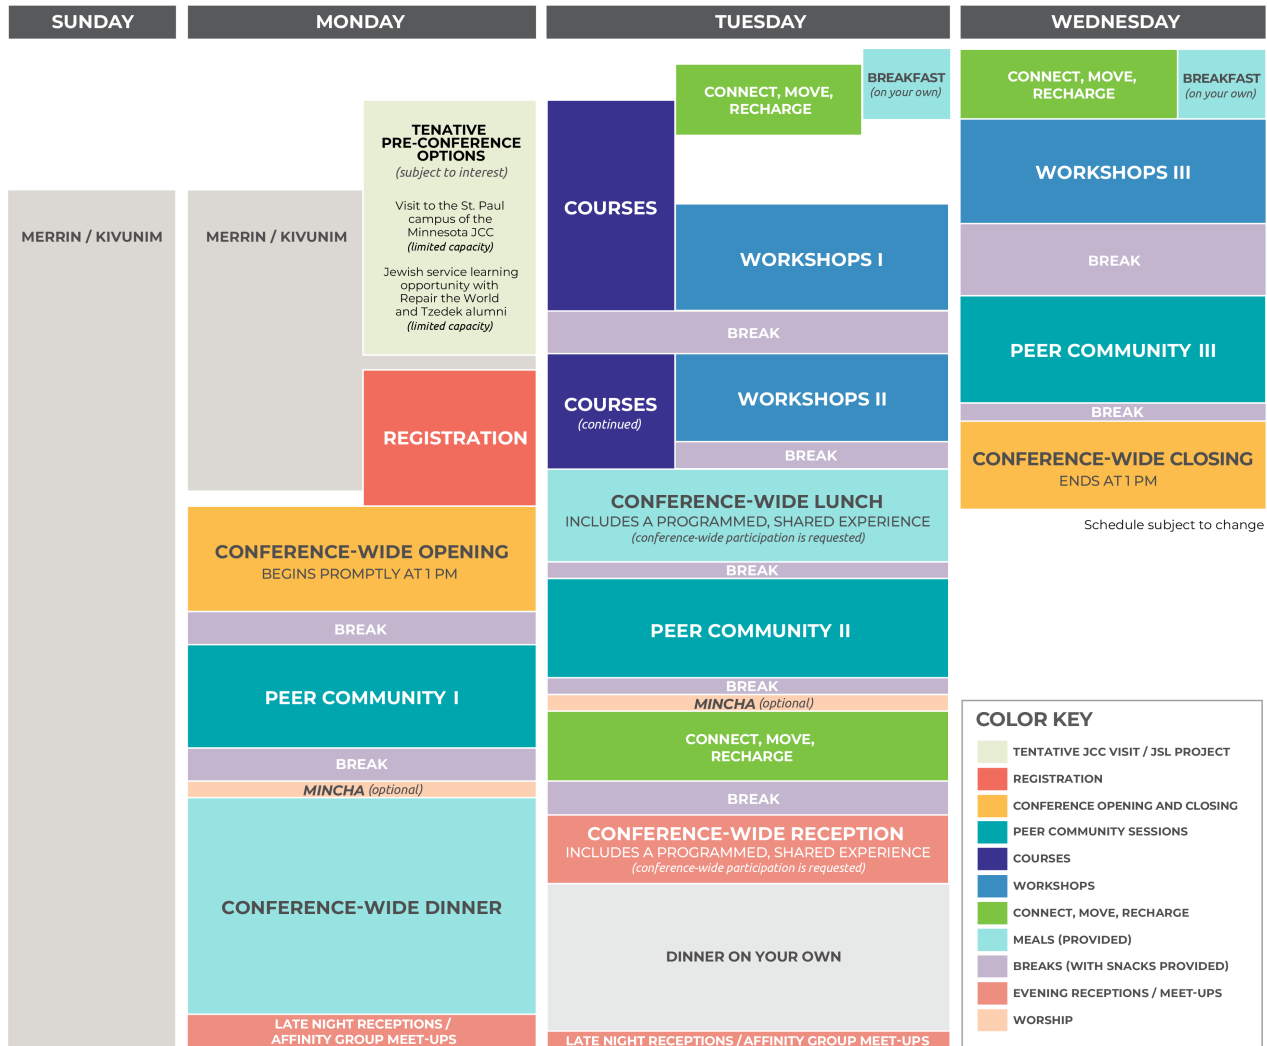 SUNDAY
MERRIN / KIVUNIM
MONDAY
MERRIN / KIVUNIM
TENATIVE
PRE-CONFERENCE
OPTIONS
(subject to interest)
Visit to the St. Paul
campus of the
Minnesota JCC
(limited capacity)
Jewish service learning
opportunity with
Repair the World
and Tzedek alumni
(limited capacity)
REGISTRATION
CONFERENCE-WIDE OPENING
BEGINS PROMPTLY AT 1 PM
BREAK
PEER COMMUNITY I
BREAK
MINCHA (optional)
CONFERENCE-WIDE DINNER
LATE NIGHT RECEPTIONS /
AFFINITY GROUP MEET-UPS
TUESDAY
CONNECT, MOVE,
RECHARGE
BREAKFAST
(on your own)
COURSES
WORKSHOPS I
BREAK
COURSES
(continued)
WORKSHOPS II
BREAK
CONFERENCE-WIDE LUNCH
INCLUDES A PROGRAMMED, SHARED EXPERIENCE
(conference-wide participation is requested)
BREAK
PEER COMMUNITY II
BREAK
MINCHA (optional)
CONNECT, MOVE,
RECHARGE
BREAK
CONFERENCE-WIDE RECEPTION
INCLUDES A PROGRAMMED, SHARED EXPERIENCE
(conference-wide participation is requested)
DINNER ON YOUR OWN
LATE NIGHT RECEPTIONS / AFFINITY GROUP MEET-UPS
WEDNESDAY
CONNECT, MOVE,
RECHARGE
BREAKFAST
(on your own)
WORKSHOPS III
BREAK
PEER COMMUNITY III
BREAK
CONFERENCE-WIDE CLOSING
ENDS AT 1 PM
Schedule subject to change
COLOR KEY
TENTATIVE JCC VISIT / JSL PROJECT
REGISTRATION
CONFERENCE OPENING AND CLOSING
PEER COMMUNITY SESSIONS
COURSES
WORKSHOPS
CONNECT, MOVE, RECHARGE
MEALS (PROVIDED)
BREAKS (WITH SNACKS PROVIDED)
EVENING RECEPTIONS / MEET-UPS
WORSHIP